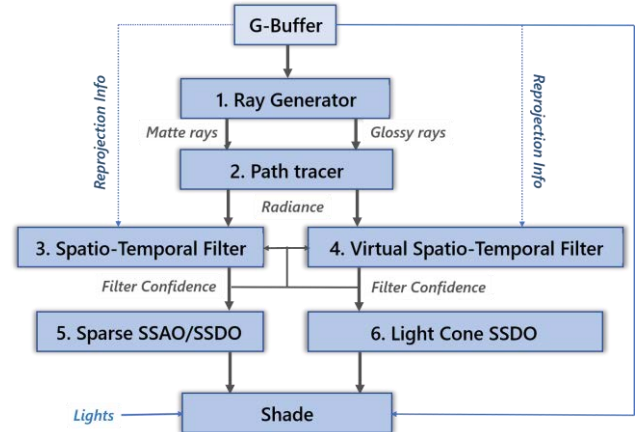 G-Buffer
Reprojection Info
Reprojection Info
1. Ray Generator
Matte rays
Glossy rays
2. Path tracer
Radiance
3. Spatio-Temporal Filter
4. Virtual Spatio-Temporal Filter
Filter Confidence
Filter Confidence
5. Sparse SSAO/SSDO
6. Light Cone SSDO
Lights
Shade